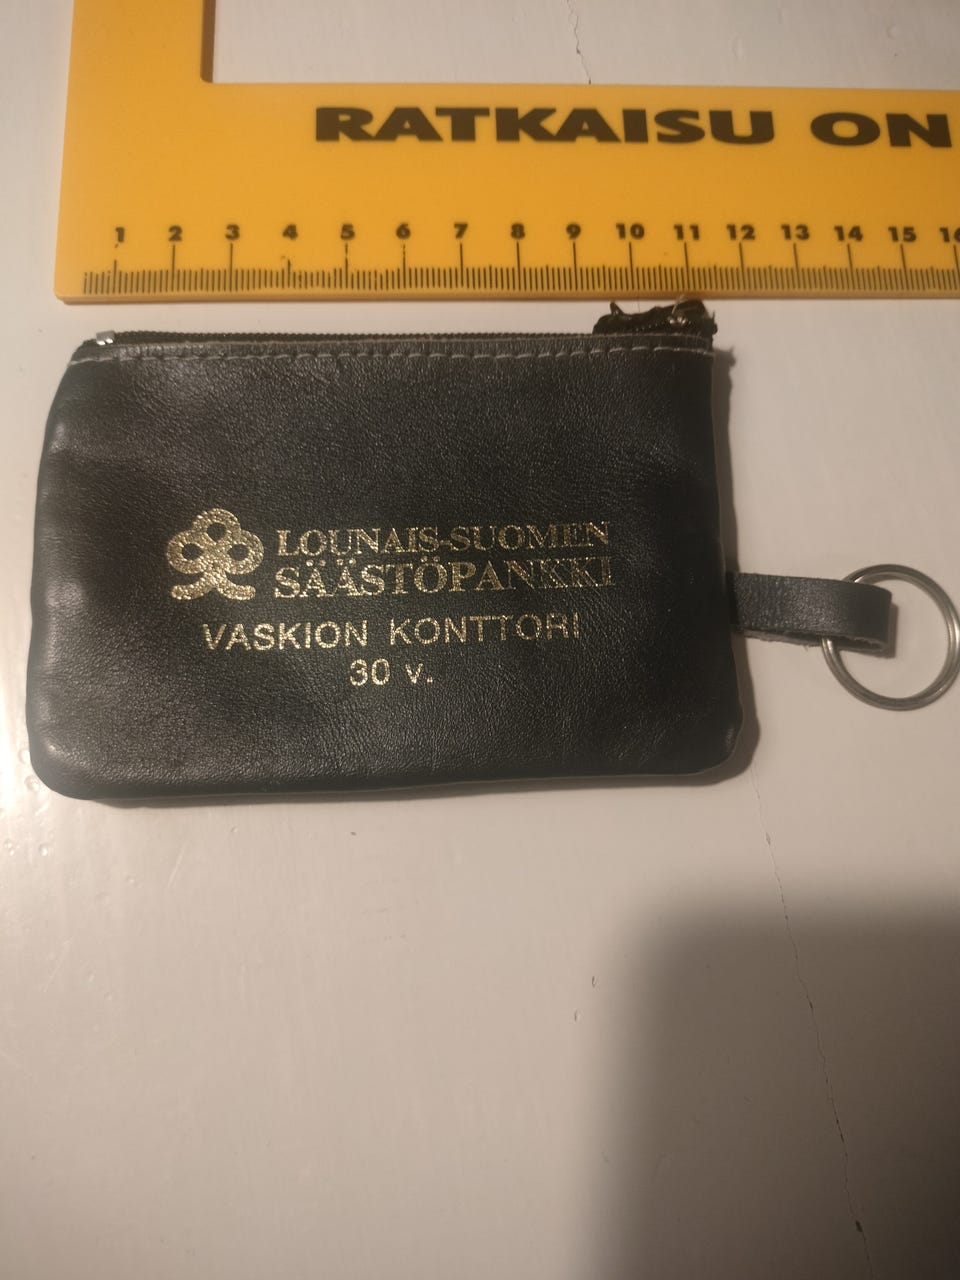 RATKAISU ON
1 2 3 4 5 6 7 8 9 10 11 12 13 14 15 16
LOUNAIS-SUOMEN
SÄÄSTÖPANKKI
VASKION KONTTORI
30 v.